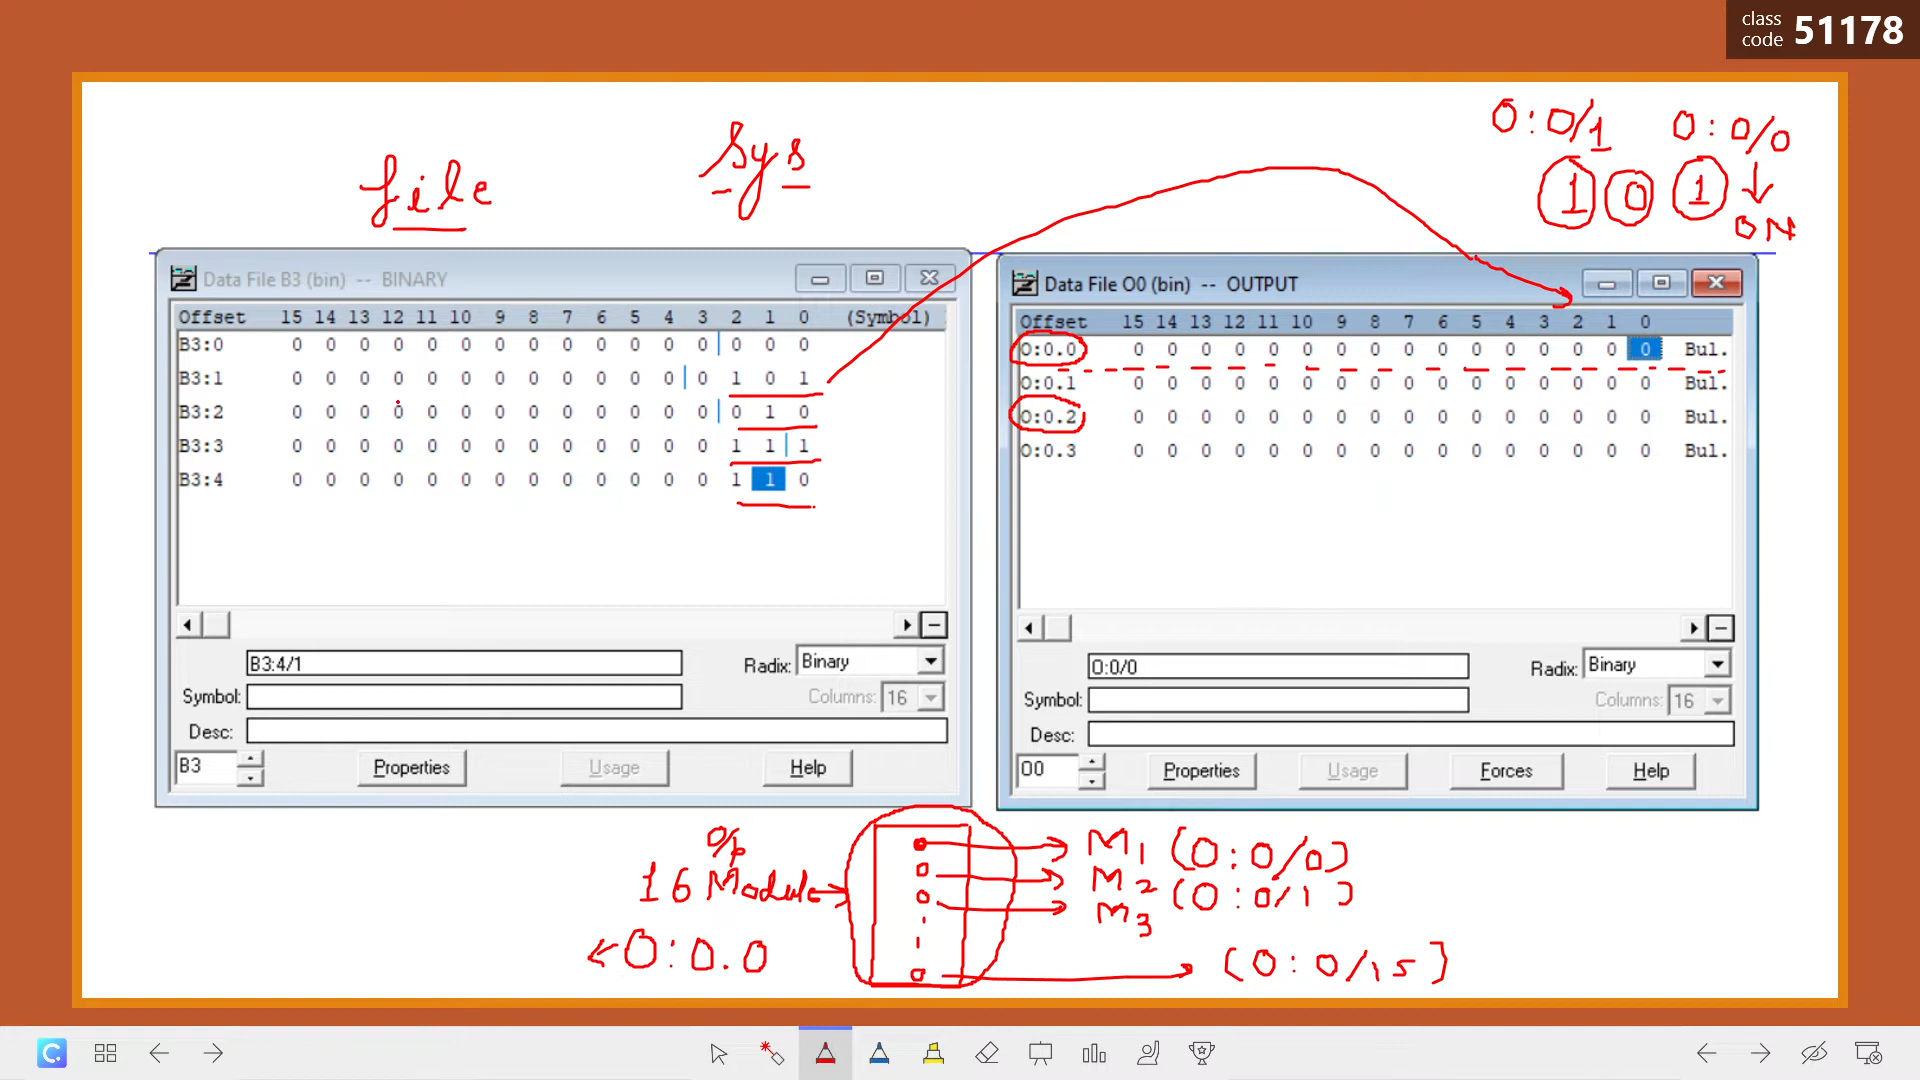 class code 51178
file
Sys
O:0/1 O:0/0
1 0 1
ON
Data File B3 (bin) -- BINARY
Offset 15 14 13 12 11 10 9 8 7 6 5 4 3 2 1 0 (Symbol)
B3:0 0 0 0 0 0 0 0 0 0 0 0 0 0 0 0 0
B3:1 0 0 0 0 0 0 0 0 0 0 0 0 0 1 0 1
B3:2 0 0 0 0 0 0 0 0 0 0 0 0 0 0 1 0
B3:3 0 0 0 0 0 0 0 0 0 0 0 0 0 1 1 1
B3:4 0 0 0 0 0 0 0 0 0 0 0 0 0 1 1 0
B3:4/1
Radix: Binary
Symbol:
Columns: 16
Desc:
B3
Properties
Usage
Help
Data File O0 (bin) -- OUTPUT
Offset 15 14 13 12 11 10 9 8 7 6 5 4 3 2 1 0
O:0.0 0 0 0 0 0 0 0 0 0 0 0 0 0 0 0 0 Bul.
O:0.1 0 0 0 0 0 0 0 0 0 0 0 0 0 0 0 0 Bul.
O:0.2 0 0 0 0 0 0 0 0 0 0 0 0 0 0 0 0 Bul.
O:0.3 0 0 0 0 0 0 0 0 0 0 0 0 0 0 0 0 Bul.
O:0/0
Radix: Binary
Symbol:
Columns: 16
Desc:
O0
Properties
Usage
Forces
Help
O/p
16 Module
O:0.0
M1 (O:0/0)
M2 (O:0/1)
M3
(O:0/15)